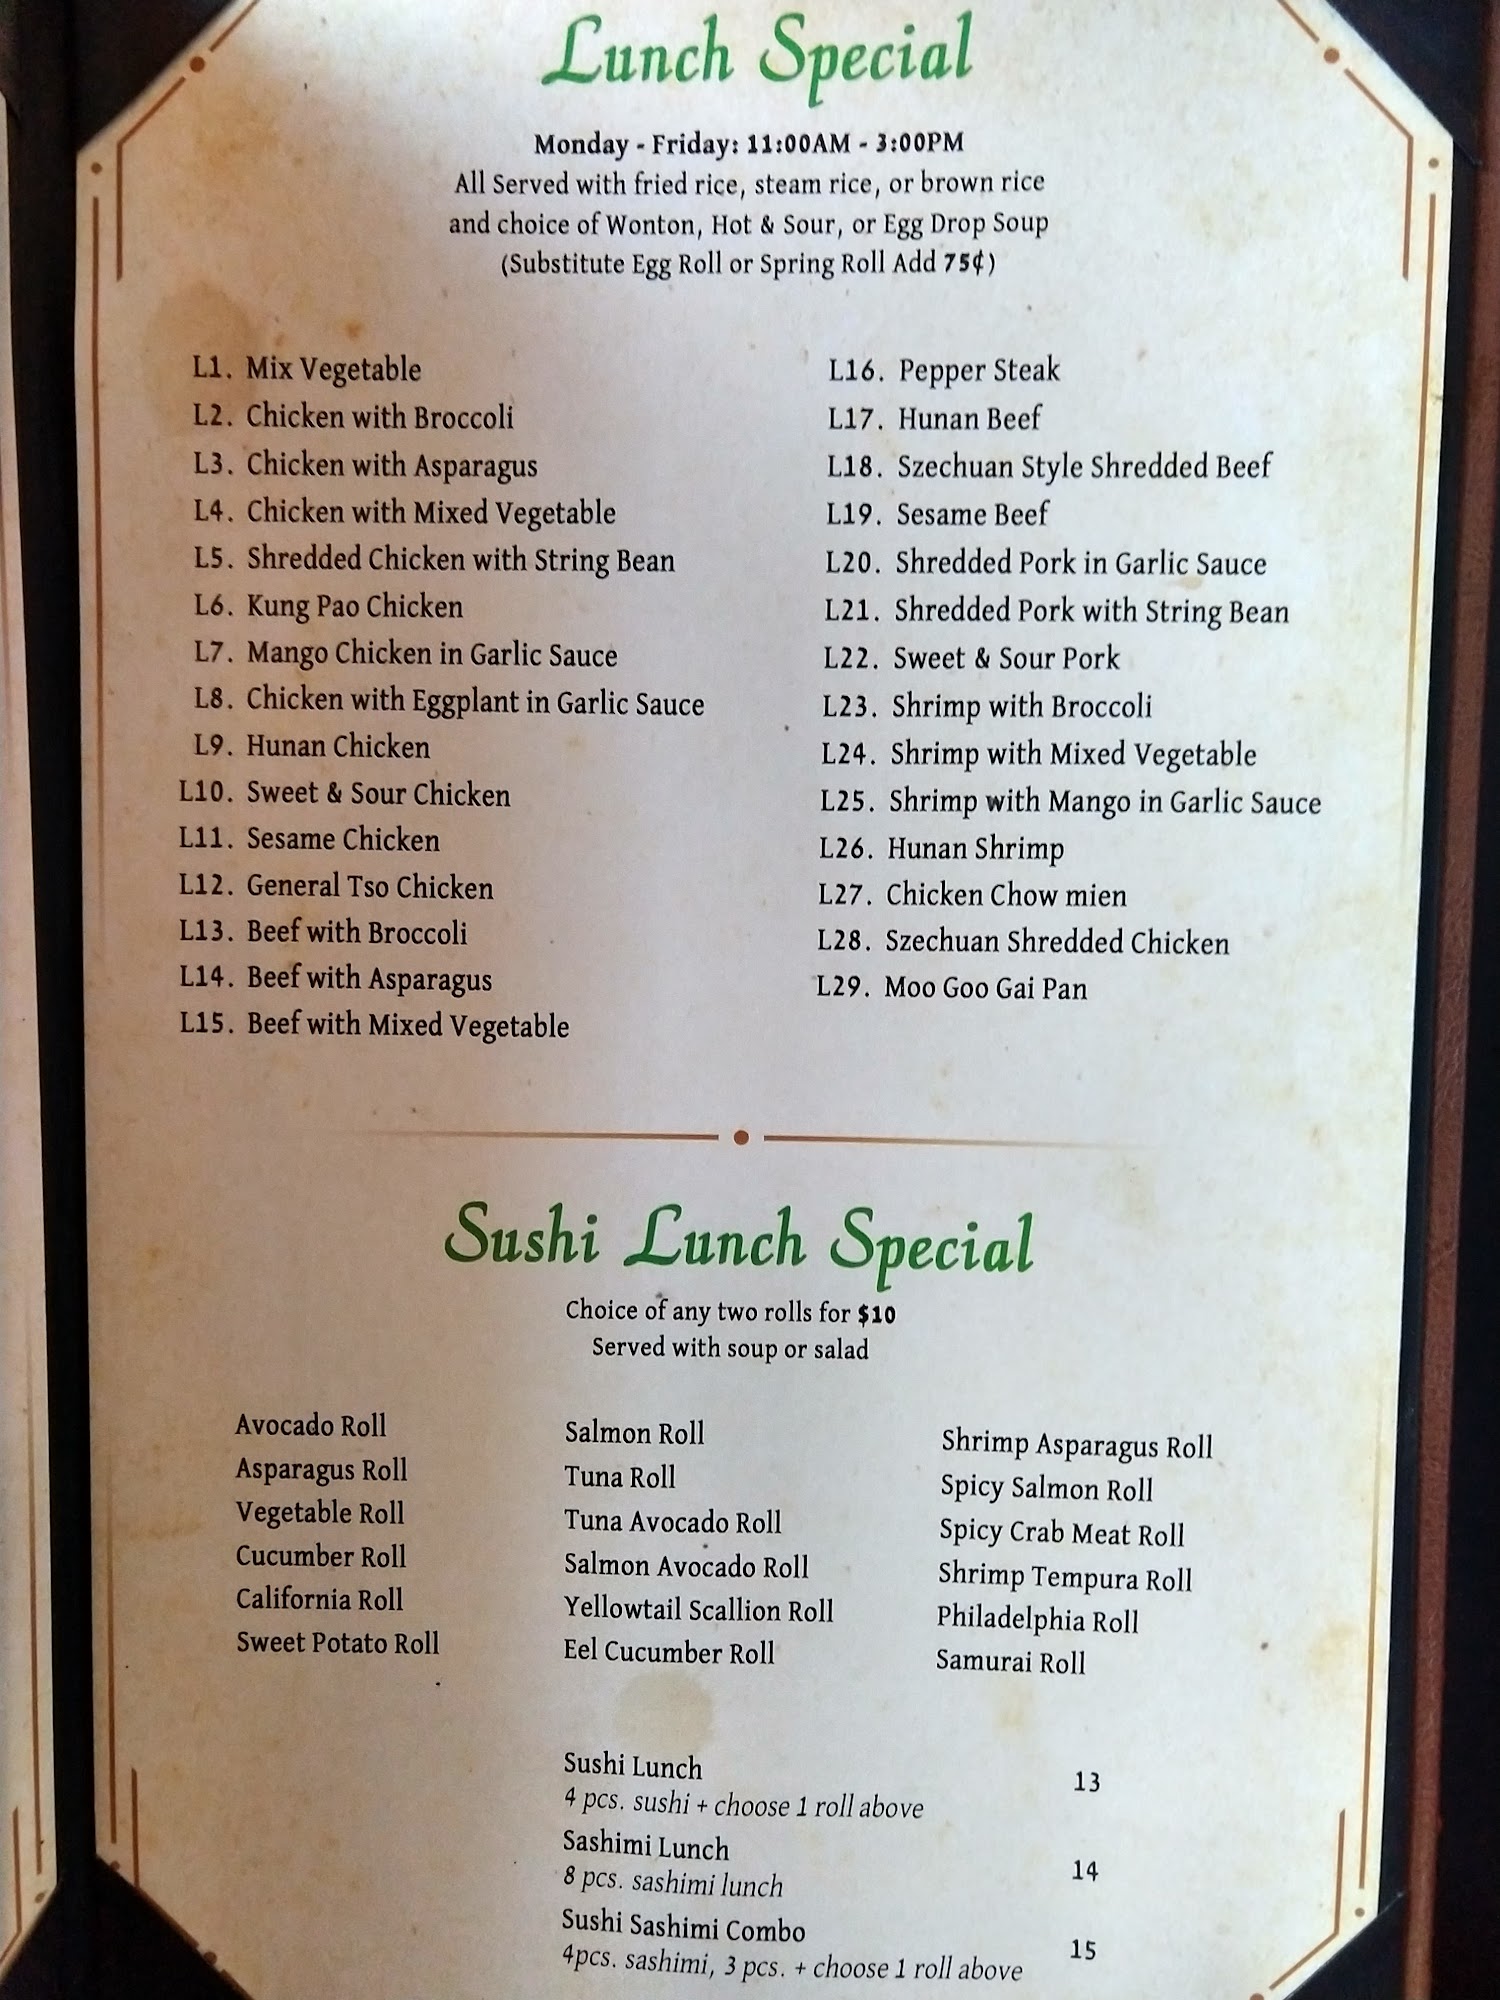 Lunch Special
Monday - Friday: 11:00AM - 3:00PM
All Served with fried rice, steam rice, or brown rice
and choice of Wonton, Hot & Sour, or Egg Drop Soup
(Substitute Egg Roll or Spring Roll Add 75¢)
L1. Mix Vegetable
L2. Chicken with Broccoli
L3. Chicken with Asparagus
L4. Chicken with Mixed Vegetable
L5. Shredded Chicken with String Bean
L6. Kung Pao Chicken
L7. Mango Chicken in Garlic Sauce
L8. Chicken with Eggplant in Garlic Sauce
L9. Hunan Chicken
L10. Sweet & Sour Chicken
L11. Sesame Chicken
L12. General Tso Chicken
L13. Beef with Broccoli
L14. Beef with Asparagus
L15. Beef with Mixed Vegetable
L16. Pepper Steak
L17. Hunan Beef
L18. Szechuan Style Shredded Beef
L19. Sesame Beef
L20. Shredded Pork in Garlic Sauce
L21. Shredded Pork with String Bean
L22. Sweet & Sour Pork
L23. Shrimp with Broccoli
L24. Shrimp with Mixed Vegetable
L25. Shrimp with Mango in Garlic Sauce
L26. Hunan Shrimp
L27. Chicken Chow mien
L28. Szechuan Shredded Chicken
L29. Moo Goo Gai Pan
Sushi Lunch Special
Choice of any two rolls for $10
Served with soup or salad
Avocado Roll
Asparagus Roll
Vegetable Roll
Cucumber Roll
California Roll
Sweet Potato Roll
Salmon Roll
Tuna Roll
Tuna Avocado Roll
Salmon Avocado Roll
Yellowtail Scallion Roll
Eel Cucumber Roll
Shrimp Asparagus Roll
Spicy Salmon Roll
Spicy Crab Meat Roll
Shrimp Tempura Roll
Philadelphia Roll
Samurai Roll
Sushi Lunch 13
4 pcs. sushi + choose 1 roll above
Sashimi Lunch 14
8 pcs. sashimi lunch
Sushi Sashimi Combo 15
4pcs. sashimi, 3 pcs. + choose 1 roll above